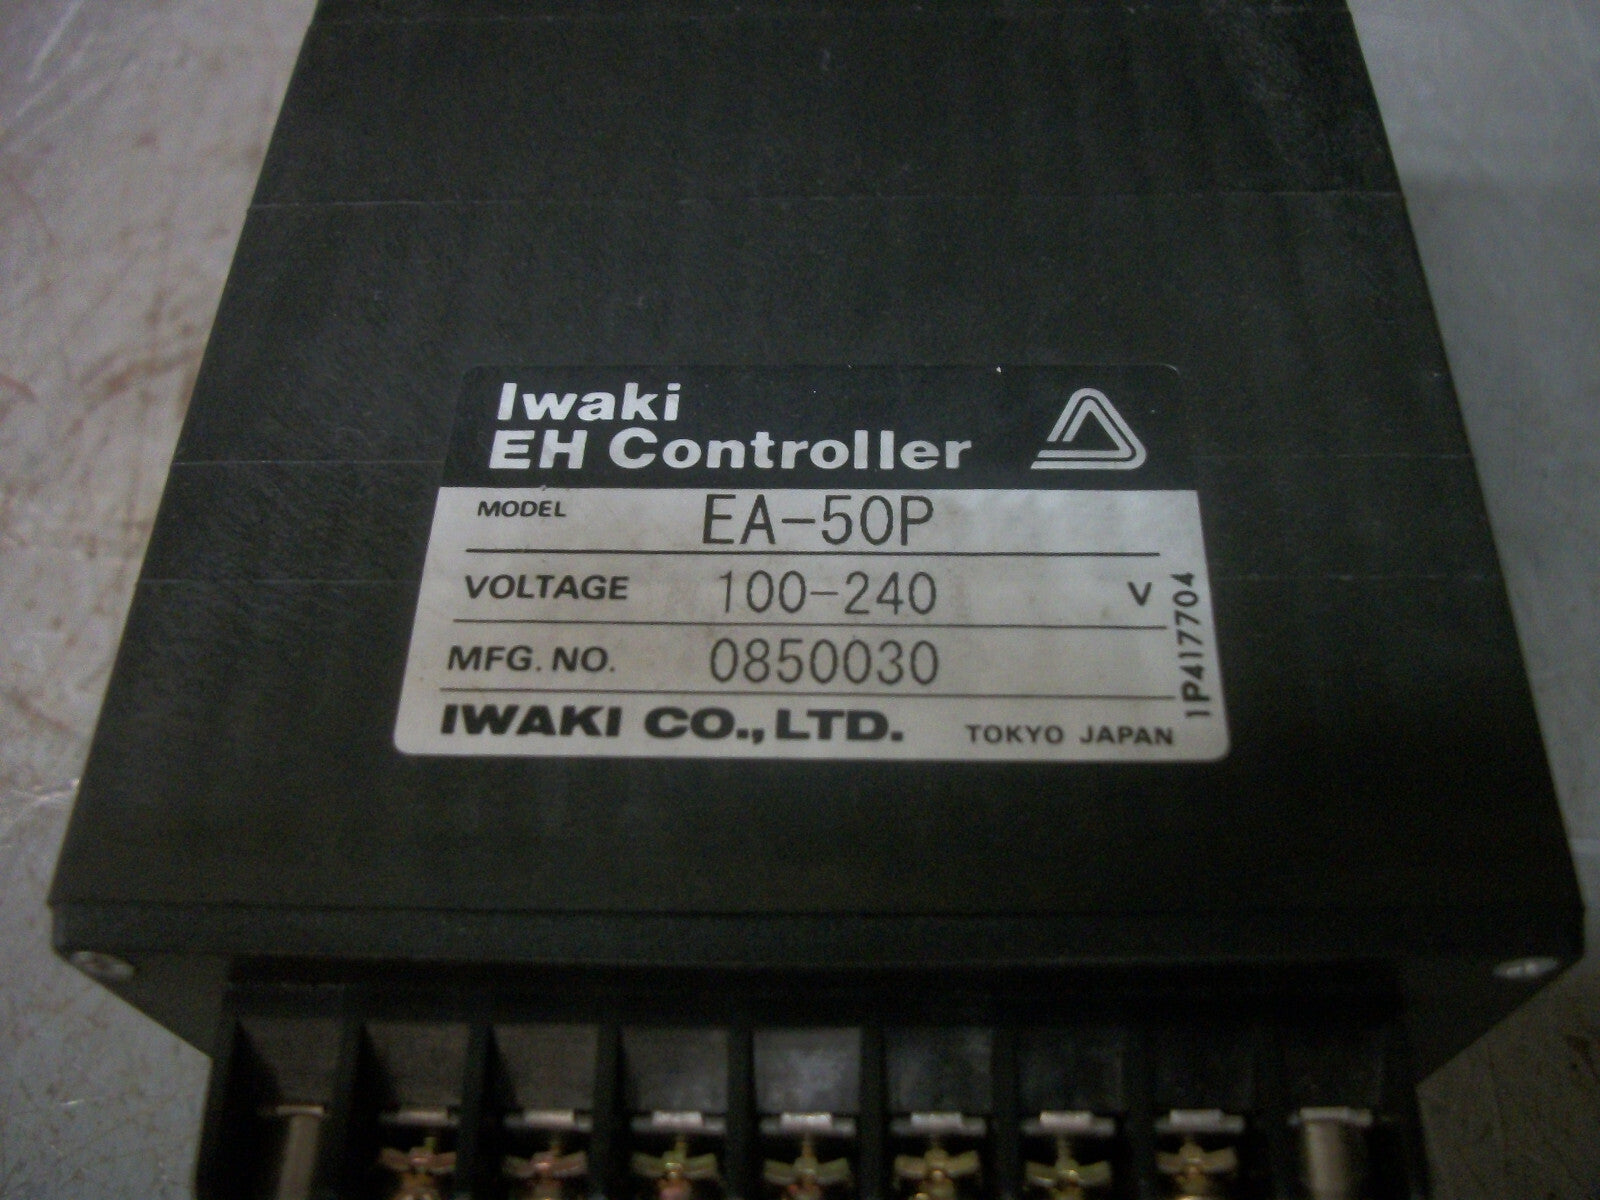 Iwaki
EH Controller
MODEL EA-50P
VOLTAGE 100-240 V
MFG. NO. 0850030
IWAKI CO., LTD. TOKYO JAPAN
1P417704